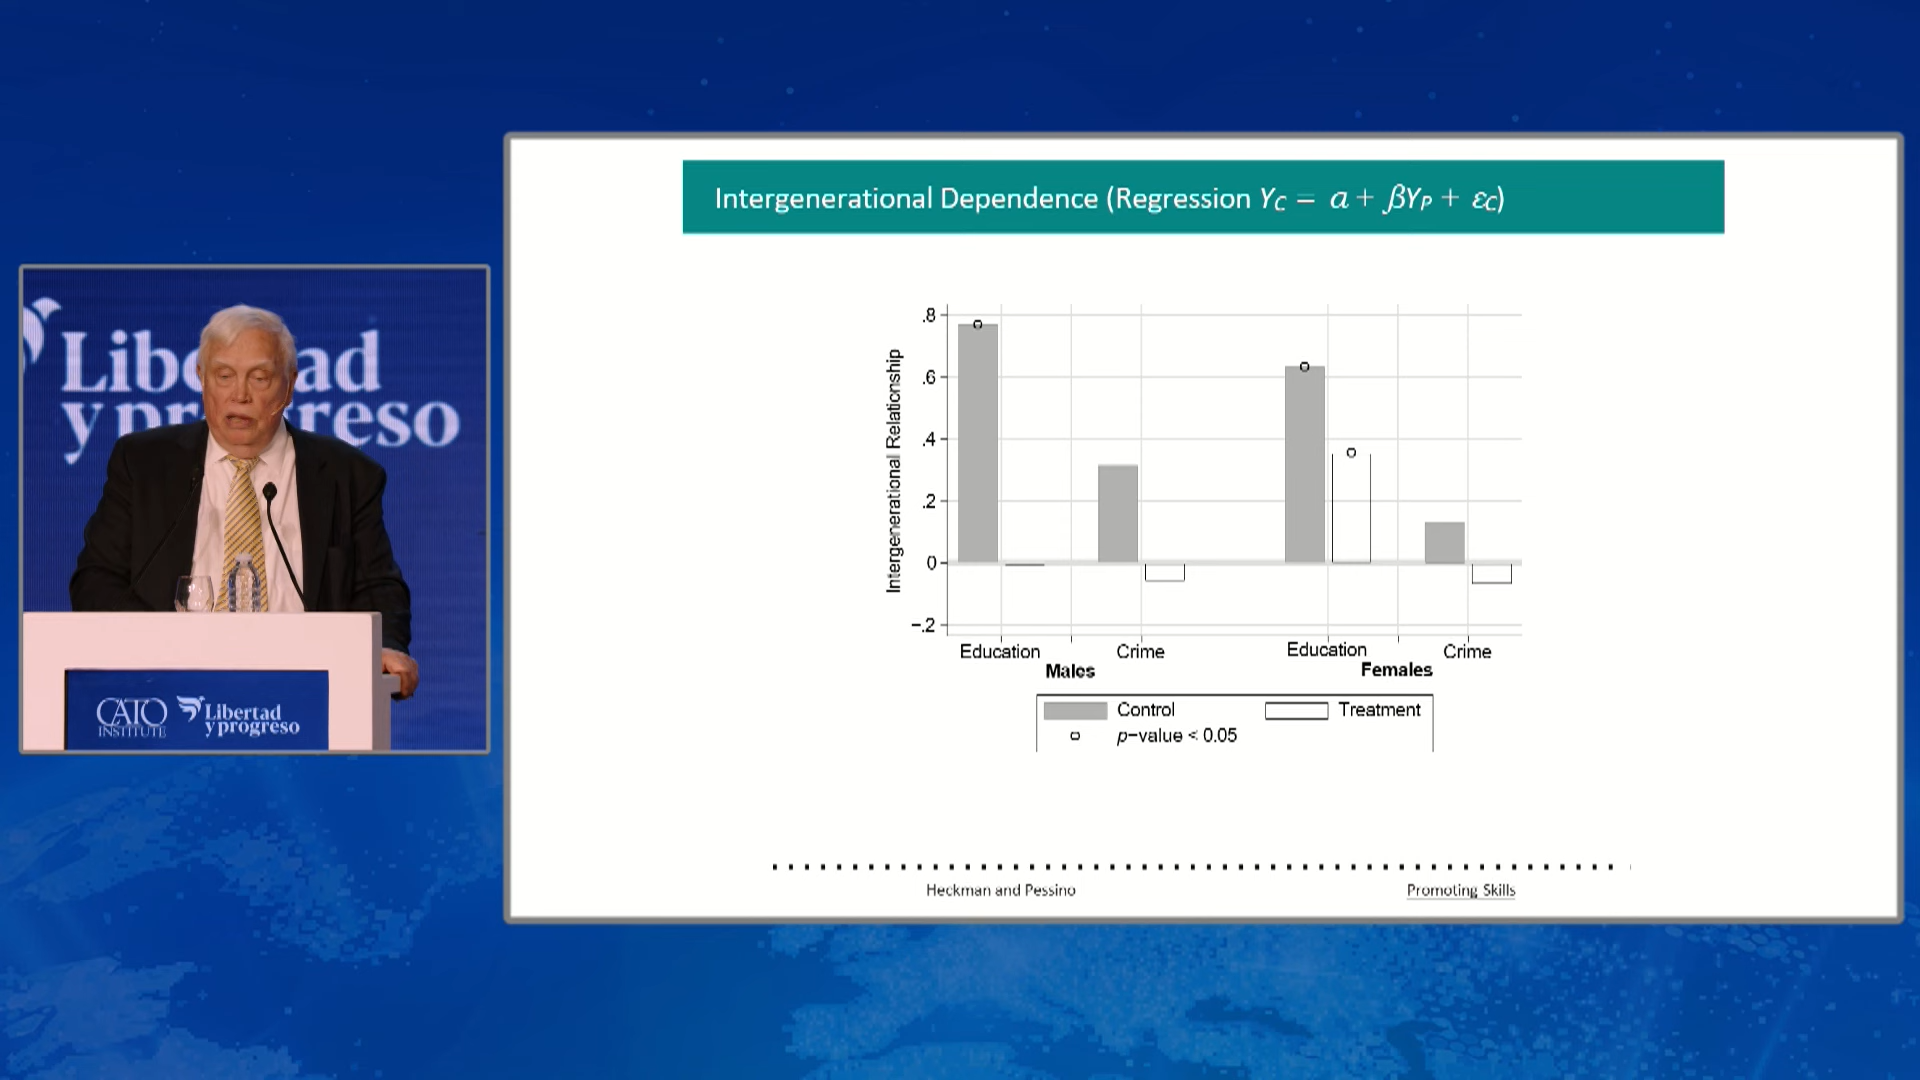 Intergenerational Dependence (Regression Y_C = α + βY_P + ε_C)
Intergenerational Relationship
.8
.6
.4
.2
0
−.2
Education
Crime
Education
Crime
Males
Females
Control
Treatment
p−value < 0.05
Heckman and Pessino
Promoting Skills
Libertad
y progreso
CATO
INSTITUTE
Libertad
y progreso